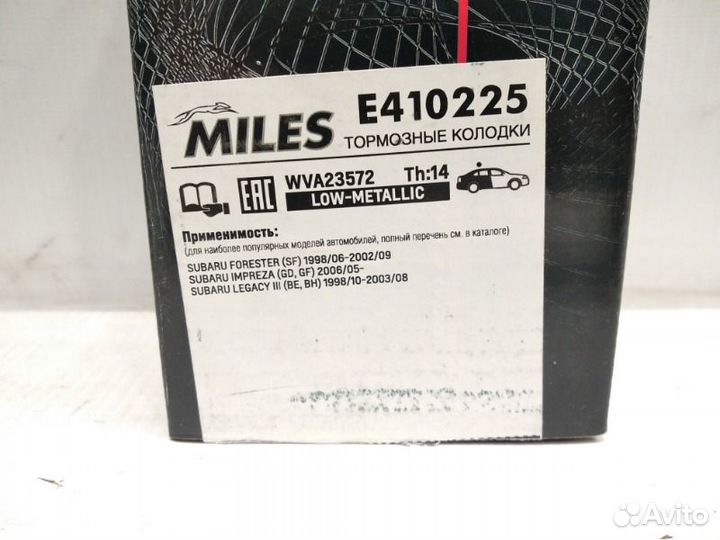 MILES
E410225
ТОРМОЗНЫЕ КОЛОДКИ
EAC
WVA23572 Th:14
LOW-METALLIC
Применимость:
(для наиболее популярных моделей автомобилей, полный перечень см. в каталоге)
SUBARU FORESTER (SF) 1998/06-2002/09
SUBARU IMPREZA (GD, GF) 2006/05-
SUBARU LEGACY III (BE, BH) 1998/10-2003/08
Avito